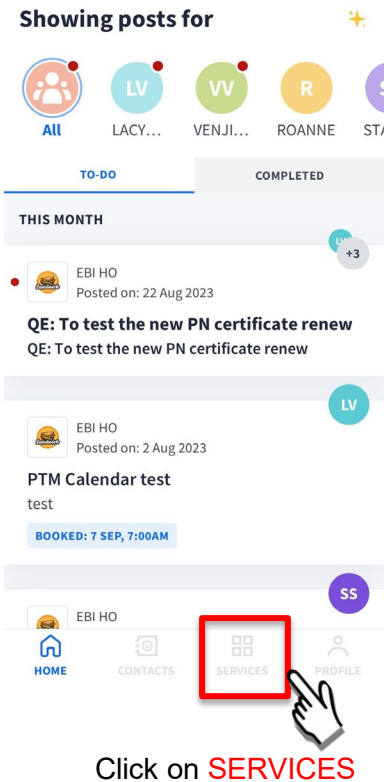 Showing posts for
LV VV R S
All LACY... VENJI... ROANNE STA
TO-DO COMPLETED
THIS MONTH
LV +3
EBI HO
Posted on: 22 Aug 2023
QE: To test the new PN certificate renew
QE: To test the new PN certificate renew
LV
EBI HO
Posted on: 2 Aug 2023
PTM Calendar test
test
BOOKED: 7 SEP, 7:00AM
SS
EBI HO
HOME CONTACTS SERVICES PROFILE
Click on SERVICES